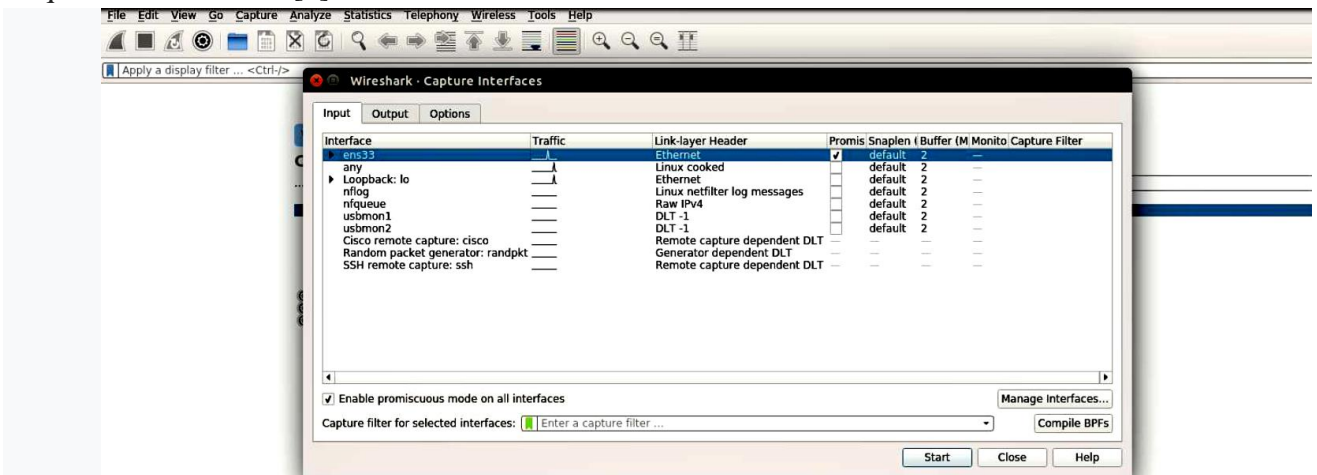 File Edit View Go Capture Analyze Statistics Telephony Wireless Tools Help
Apply a display filter ... <Ctrl-/>
Wireshark · Capture Interfaces
Input Output Options
Interface Traffic Link-layer Header Promis Snaplen ( Buffer (M Monito Capture Filter
ens33 Ethernet default 2 —
any Linux cooked default 2 —
Loopback: lo Ethernet default 2 —
nflog Linux netfilter log messages default 2 —
nfqueue Raw IPv4 default 2 —
usbmon1 DLT -1 default 2 —
usbmon2 DLT -1 default 2 —
Cisco remote capture: cisco Remote capture dependent DLT — — — —
Random packet generator: randpkt Generator dependent DLT — — — —
SSH remote capture: ssh Remote capture dependent DLT — — — —
Enable promiscuous mode on all interfaces
Manage Interfaces...
Capture filter for selected interfaces: Enter a capture filter ...
Compile BPFs
Start Close Help